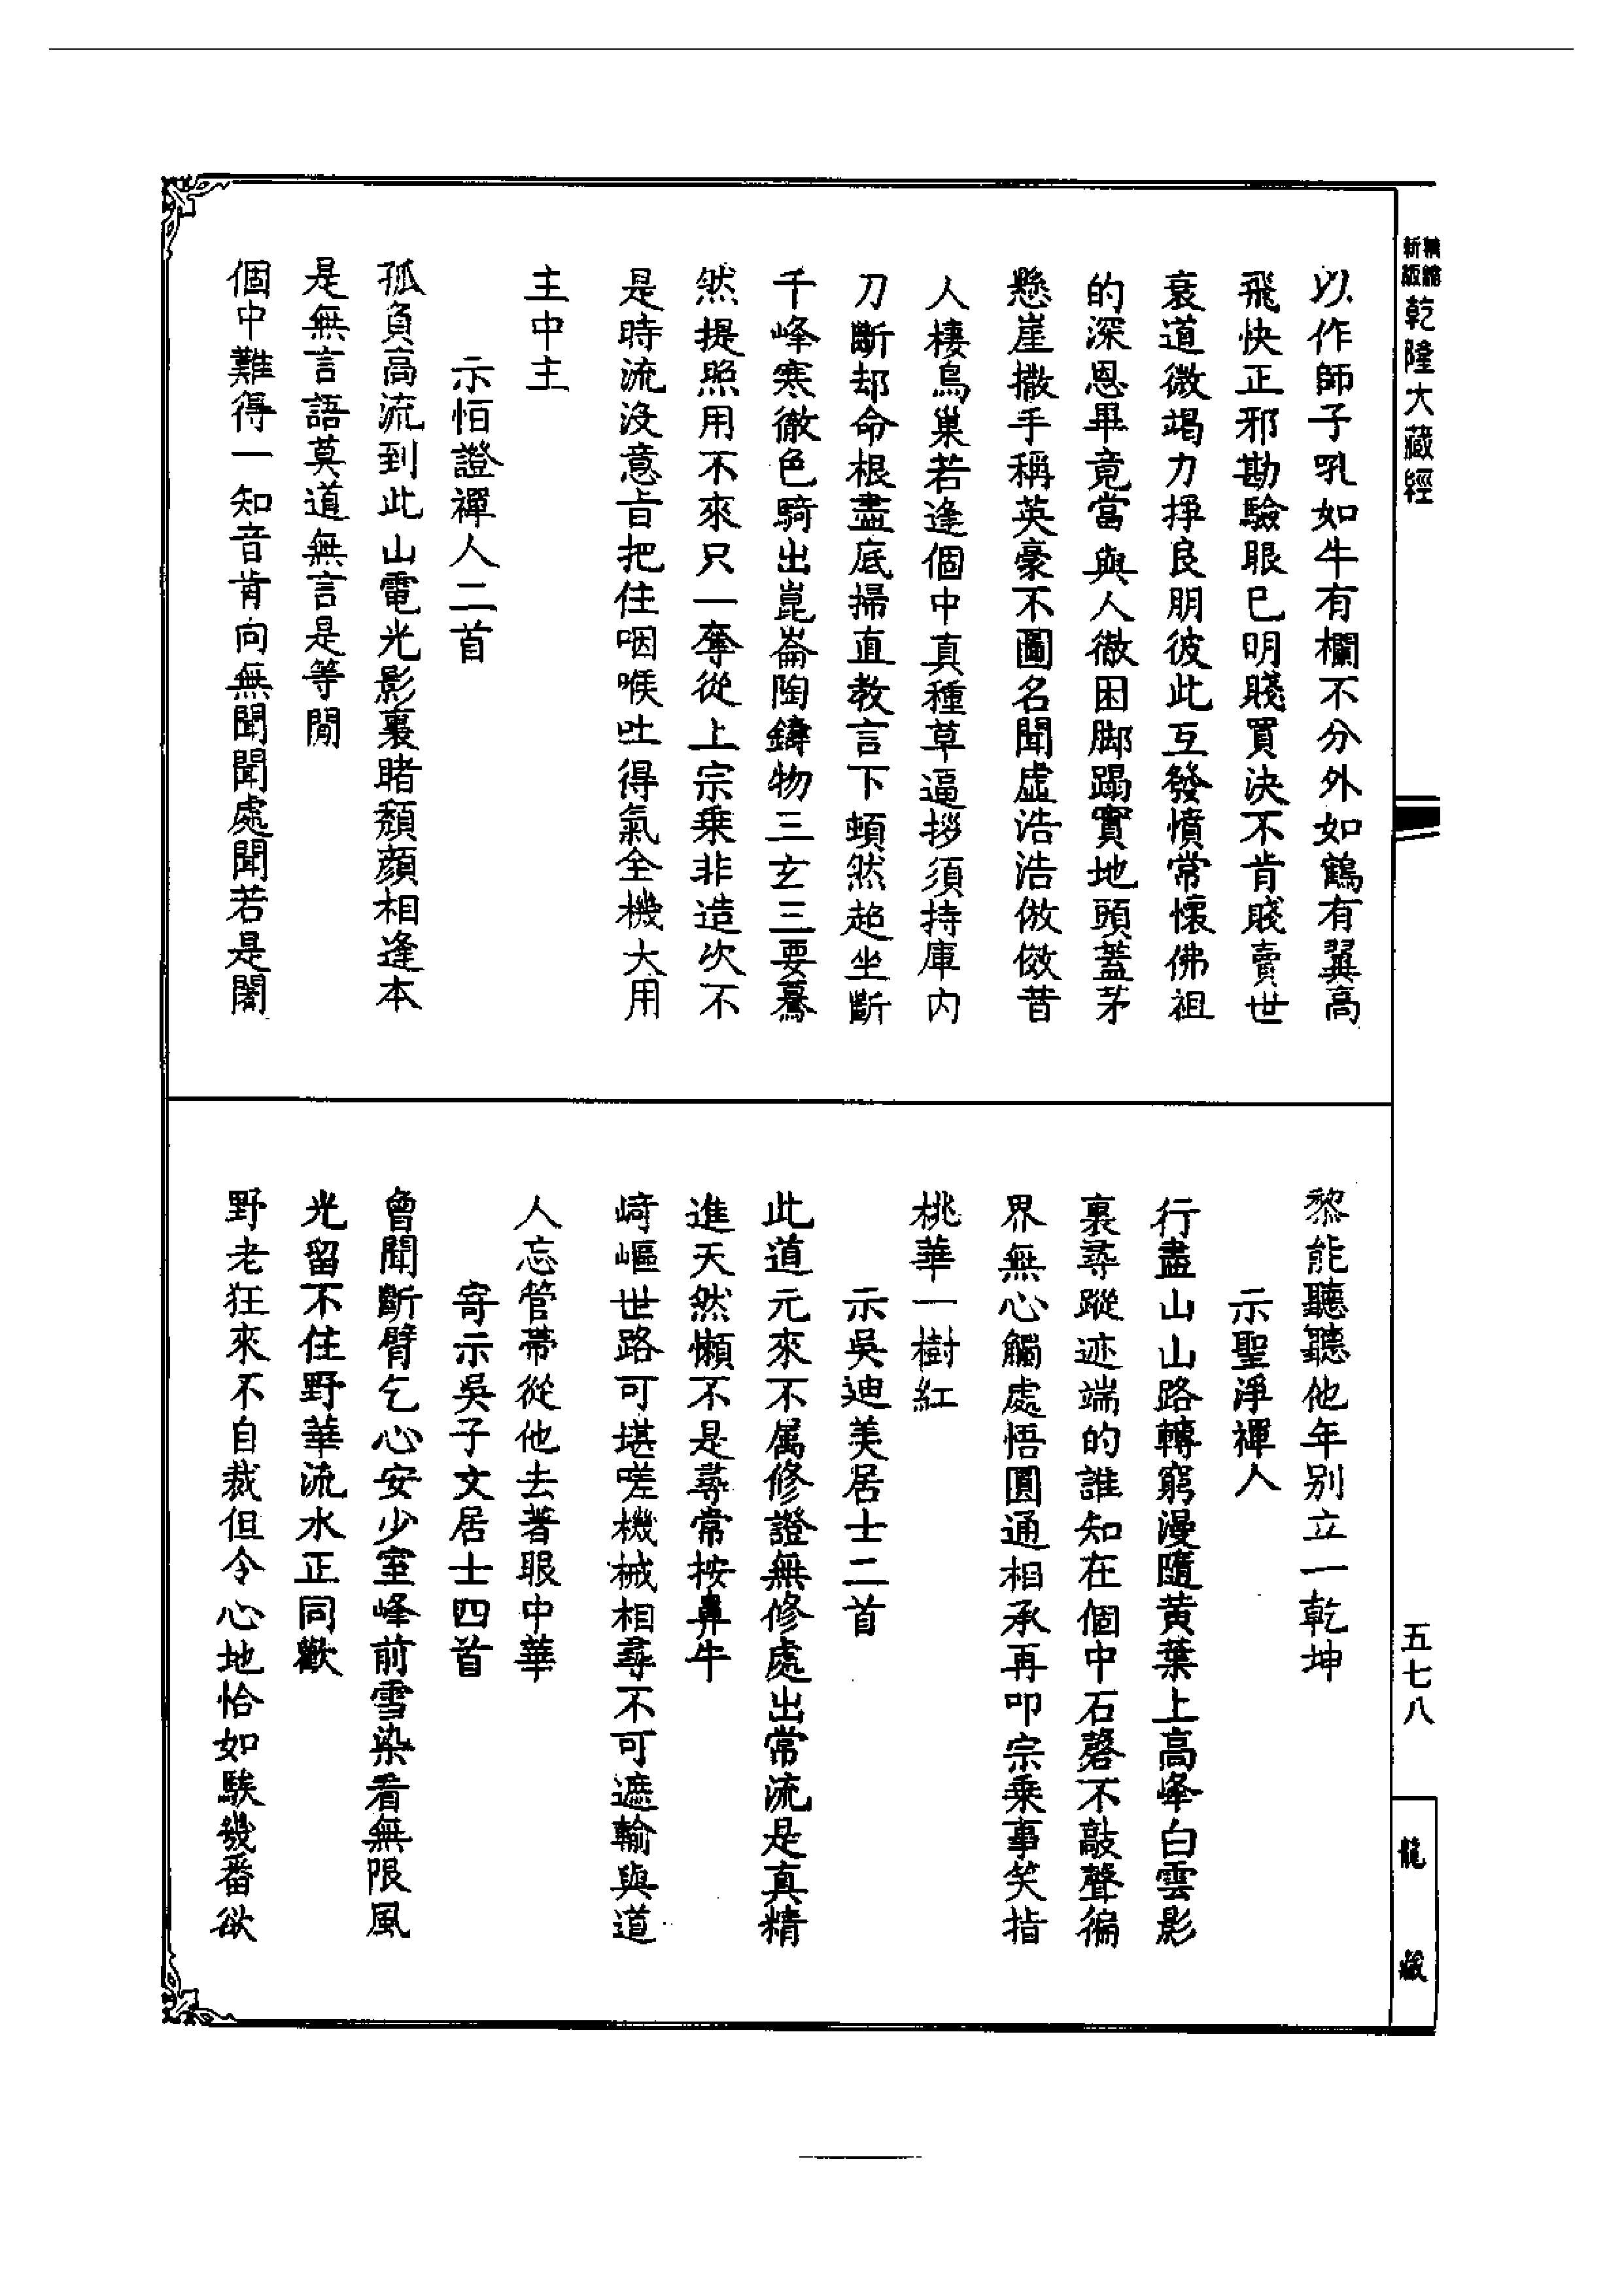 精縮新版乾隆大藏經
以作師子吼如牛有欄不分外如鶴有翼高
飛快正邪勘驗眼巳明賤買決不肯賤賣世
衰道微竭力掙良朋彼此互發憤常懷佛祖
的深恩畢竟當與人徹困脚蹋實地頭蓋茅
懸崖撒手稱英豪不圖名聞虛浩浩倣傚昔
人棲鳥巢若逢個中真種草逼拶須持庫内
刀斷却命根盡底掃直教言下頓然超坐斷
千峰寒徹色騎出崑崙陶鑄物三玄三要驀
然提照用不來只一奪從上宗乗非造次不
是時流沒意旨把住咽喉吐得氣全機大用
主中主
示怕證禪人二首
孤負高流到此山電光影裏睹頽顔相逢本
是無言語莫道無言是等閒
個中難得一知音肯向無聞聞處聞若是闍
黎能聽聽他年别立一乾坤
示聖淨禪人
行盡山山路轉窮漫隨黄葉上高峰白雲影
裏尋蹤迹端的誰知在個中石磬不敲聲徧
界無心觸處悟圓通相承再叩宗乗事笑指
桃華一樹紅
示吳迪美居士二首
此道元來不属修證無修處出常流是真精
進天然懶不是尋常按鼻牛
崎嶇世路可堪嗟機械相尋不可遮輸與道
人忘管帶從他去著眼中華
寄示吳子文居士四首
曾聞斷臂乞心安少室峰前雪染看無限風
光留不住野華流水正同歡
野老狂來不自裁但令心地恰如騃幾番欲
五七八
龍藏